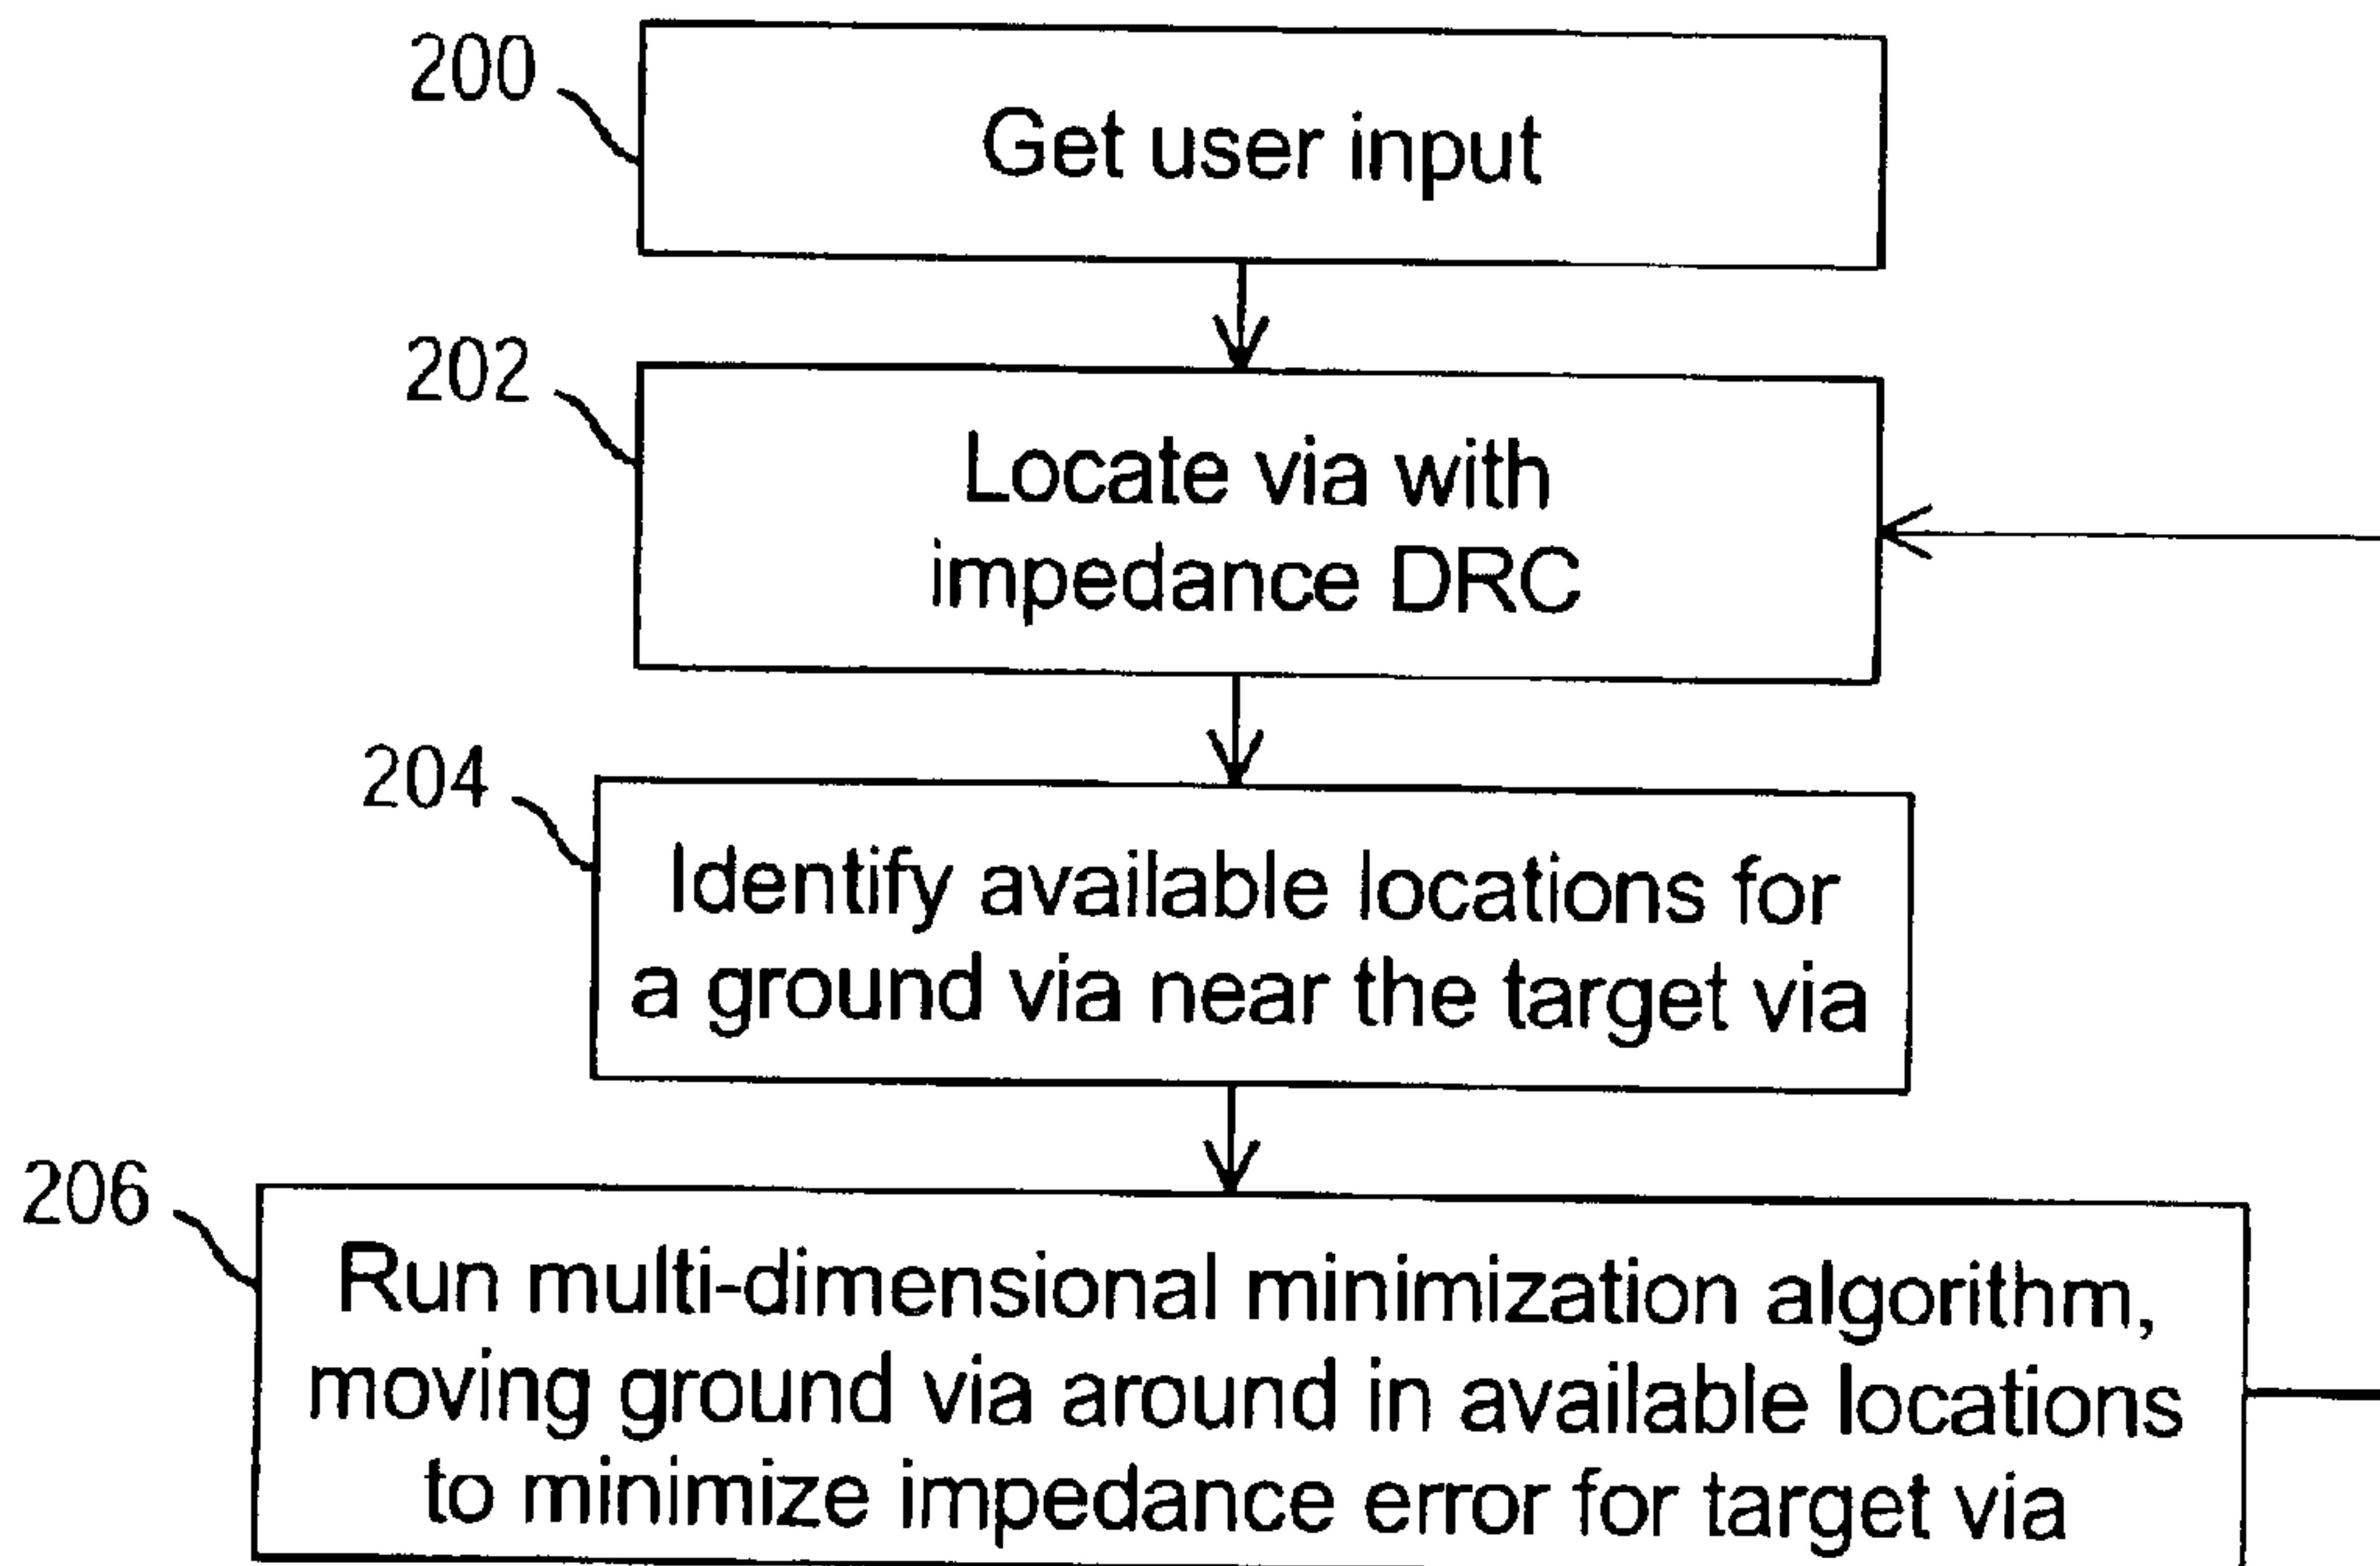 200
Get user input
202
Locate via with
impedance DRC
204
Identify available locations for
a ground via near the target via
206
Run multi-dimensional minimization algorithm,
moving ground via around in available locations
to minimize impedance error for target via